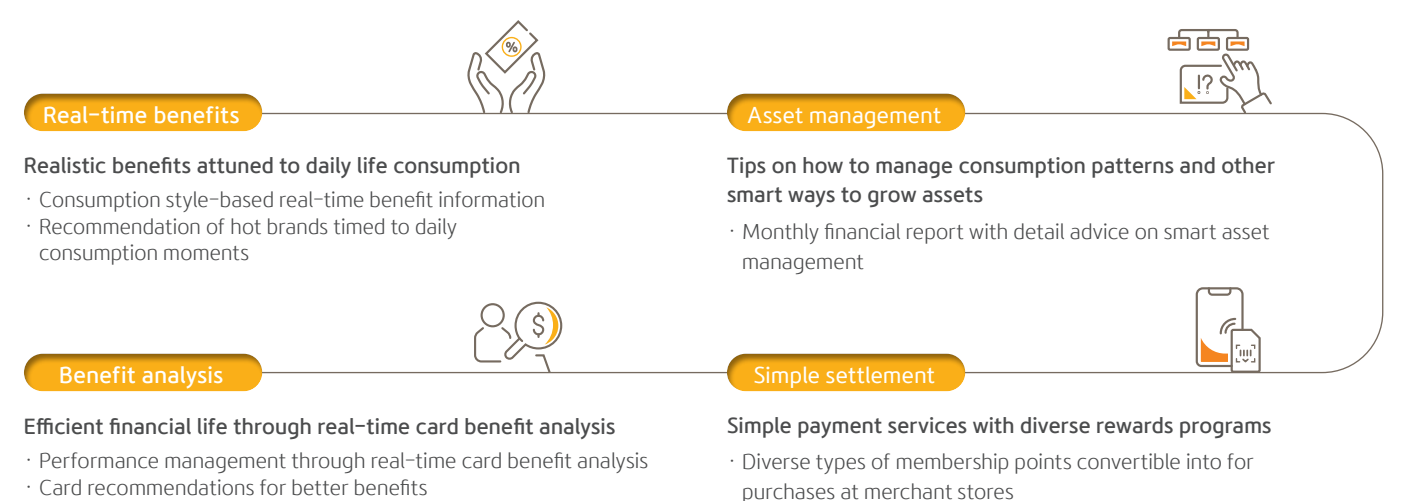 %
!?
Real-time benefits
Asset management
Realistic benefits attuned to daily life consumption
· Consumption style-based real-time benefit information
· Recommendation of hot brands timed to daily
consumption moments
Tips on how to manage consumption patterns and other
smart ways to grow assets
· Monthly financial report with detail advice on smart asset
management
$
Benefit analysis
Simple settlement
Efficient financial life through real-time card benefit analysis
· Performance management through real-time card benefit analysis
· Card recommendations for better benefits
Simple payment services with diverse rewards programs
· Diverse types of membership points convertible into for
purchases at merchant stores